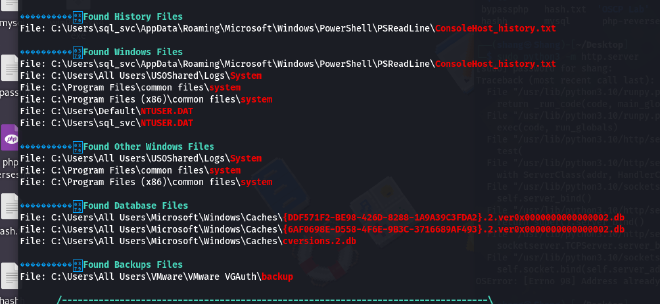 Found History Files
File: C:\Users\sql_svc\AppData\Roaming\Microsoft\Windows\PowerShell\PSReadLine\ConsoleHost_history.txt
Found Windows Files
File: C:\Users\sql_svc\AppData\Roaming\Microsoft\Windows\PowerShell\PSReadLine\ConsoleHost_history.txt
File: C:\Users\All Users\USOShared\Logs\System
File: C:\Program Files\common files\system
File: C:\Program Files (x86)\common files\system
File: C:\Users\Default\NTUSER.DAT
File: C:\Users\sql_svc\NTUSER.DAT
Found Other Windows Files
File: C:\Users\All Users\USOShared\Logs\System
File: C:\Program Files\common files\system
File: C:\Program Files (x86)\common files\system
Found Database Files
File: C:\Users\All Users\Microsoft\Windows\Caches\{DDF571F2-BE98-426D-8288-1A9A39C3FDA2}.2.ver0x0000000000000002.db
File: C:\Users\All Users\Microsoft\Windows\Caches\{6AF0698E-D558-4F6E-9B3C-3716689AF493}.2.ver0x0000000000000002.db
File: C:\Users\All Users\Microsoft\Windows\Caches\cversions.2.db
Found Backups Files
File: C:\Users\All Users\VMware\VMware VGAuth\backup